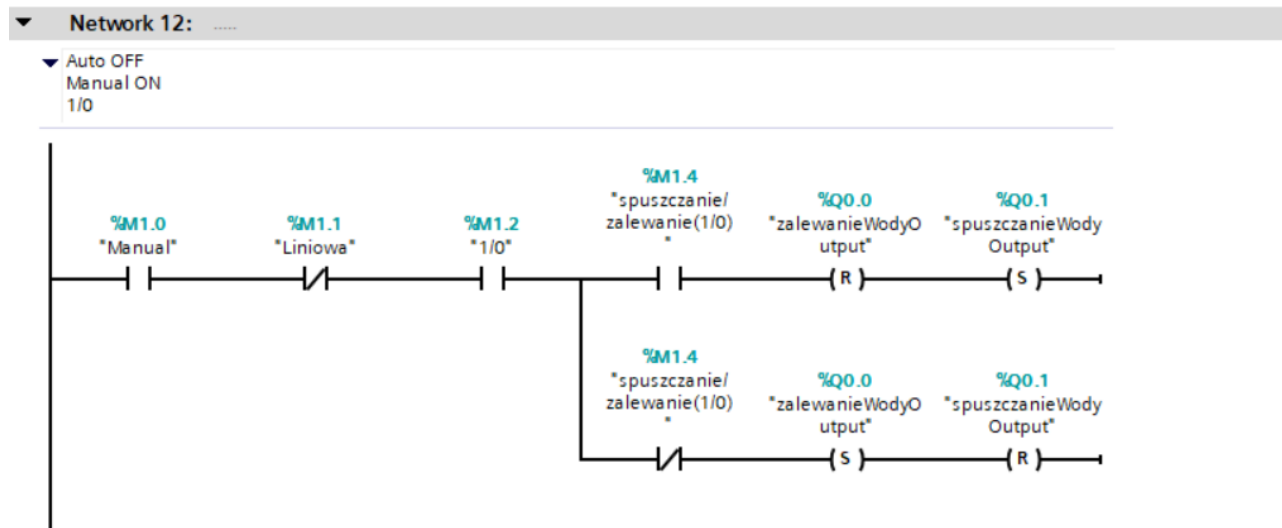 Network 12: .....
Auto OFF
Manual ON
1/0
%M1.4
"spuszczanie/
zalewanie(1/0)
"
%Q0.0
"zalewanieWodyO
utput"
%Q0.1
"spuszczanieWody
Output"
%M1.0
"Manual"
%M1.1
"Liniowa"
%M1.2
"1/0"
R
S
%M1.4
"spuszczanie/
zalewanie(1/0)
"
%Q0.0
"zalewanieWodyO
utput"
%Q0.1
"spuszczanieWody
Output"
S
R